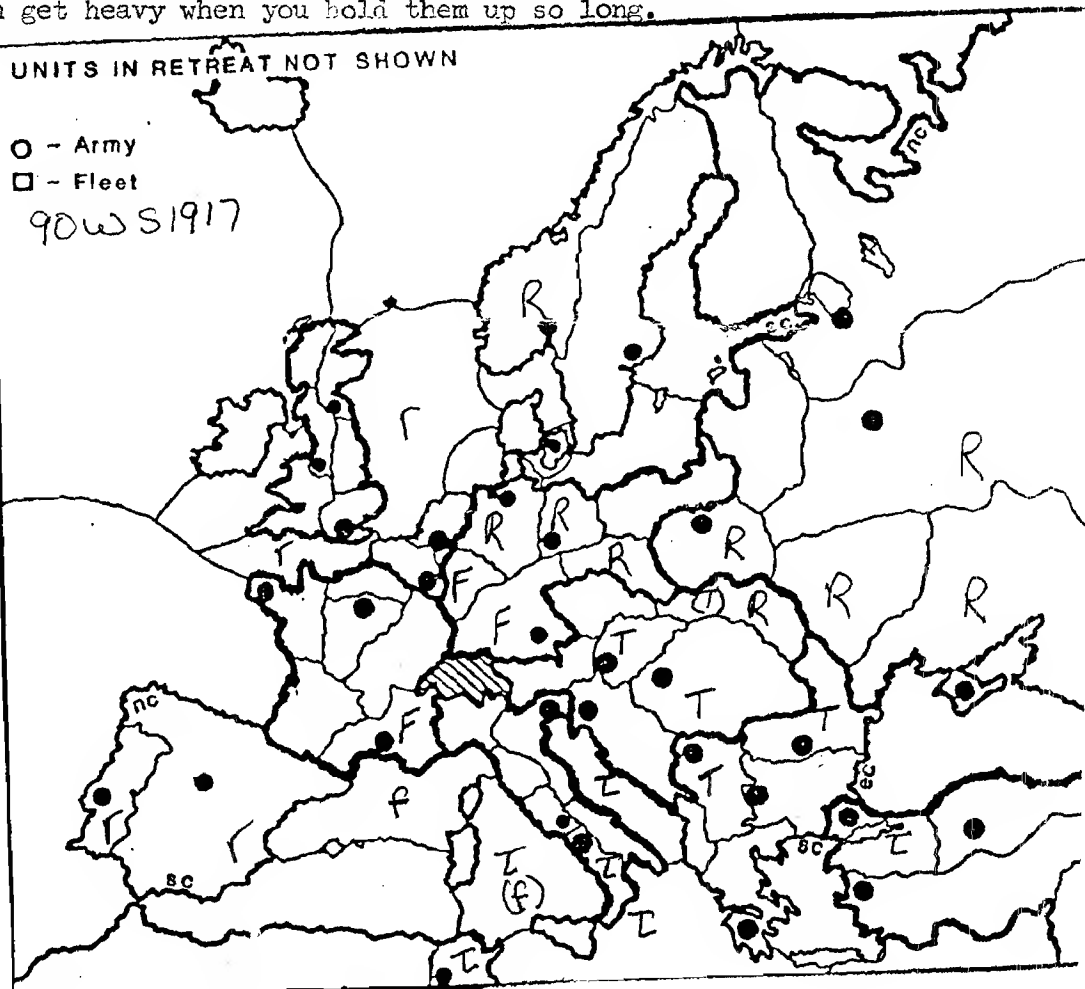 n get heavy when you hold them up so long.
UNITS IN RETREAT NOT SHOWN
O - Army
□ - Fleet
90WS1917
nc
R
r
R
R
R
R
R
r
F
T
(T)
R
R
R
F
T
nc
F
T
T
T
ec
f
τ
r
r
sc
τ
(f)
τ
τ
sc
τ
τ